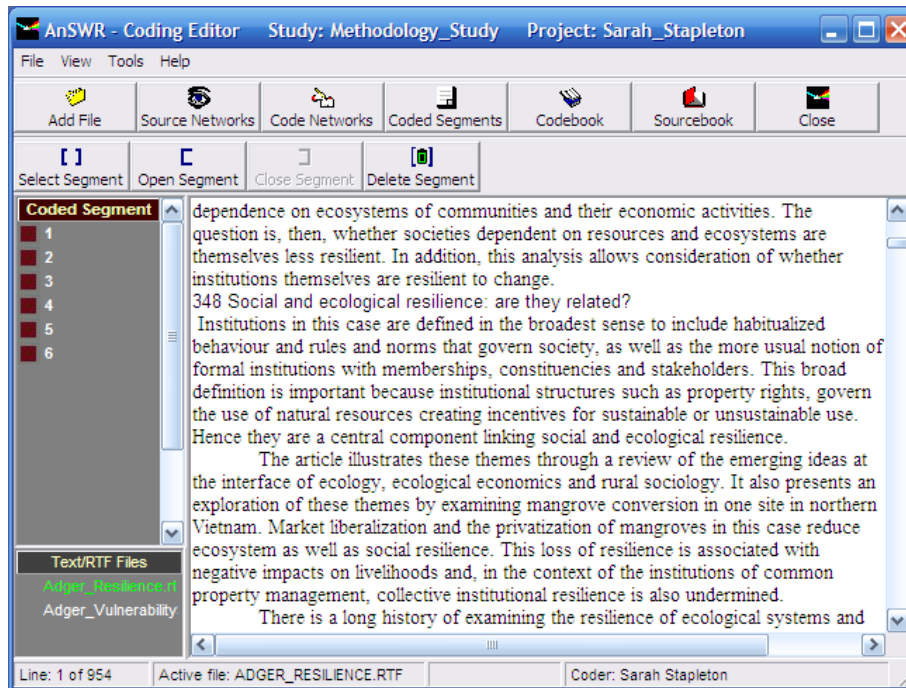 AnSWR - Coding Editor Study: Methodology_Study Project: Sarah_Stapleton
File View Tools Help
Add File Source Networks Code Networks Coded Segments Codebook Sourcebook Close
Select Segment Open Segment Close Segment Delete Segment
Coded Segment
1
2
3
4
5
6
dependence on ecosystems of communities and their economic activities. The
question is, then, whether societies dependent on resources and ecosystems are
themselves less resilient. In addition, this analysis allows consideration of whether
institutions themselves are resilient to change.
348 Social and ecological resilience: are they related?
Institutions in this case are defined in the broadest sense to include habitualized
behaviour and rules and norms that govern society, as well as the more usual notion of
formal institutions with memberships, constituencies and stakeholders. This broad
definition is important because institutional structures such as property rights, govern
the use of natural resources creating incentives for sustainable or unsustainable use.
Hence they are a central component linking social and ecological resilience.
The article illustrates these themes through a review of the emerging ideas at
the interface of ecology, ecological economics and rural sociology. It also presents an
exploration of these themes by examining mangrove conversion in one site in northern
Vietnam. Market liberalization and the privatization of mangroves in this case reduce
ecosystem as well as social resilience. This loss of resilience is associated with
negative impacts on livelihoods and, in the context of the institutions of common
property management, collective institutional resilience is also undermined.
There is a long history of examining the resilience of ecological systems and
Text/RTF Files
Adger_Resilience.rt
Adger_Vulnerability
Line: 1 of 954 Active file: ADGER_RESILIENCE.RTF Coder: Sarah Stapleton